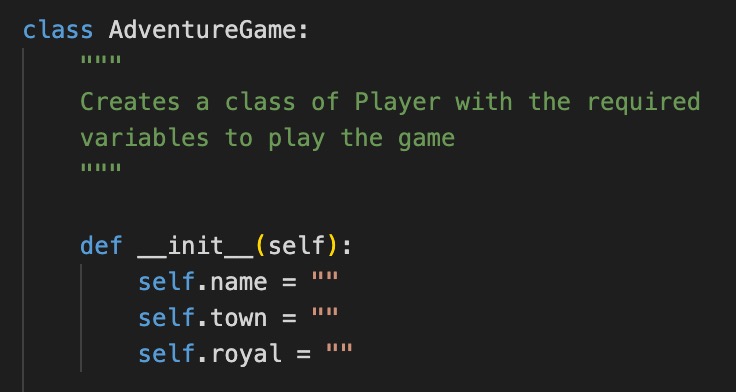 class AdventureGame:
"""
Creates a class of Player with the required
variables to play the game
"""
def __init__(self):
self.name = ""
self.town = ""
self.royal = ""